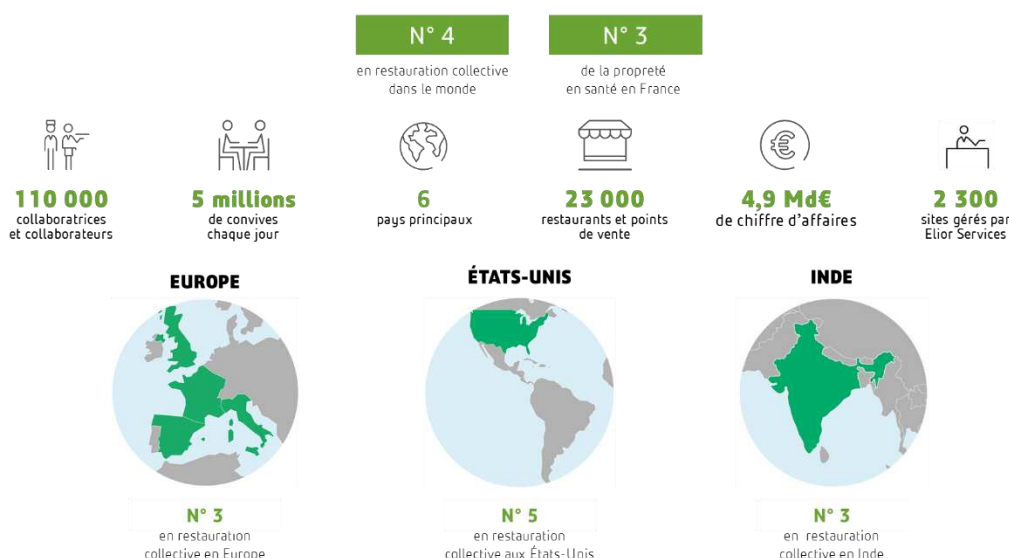 N° 4
en restauration collective
dans le monde
N° 3
de la propreté
en santé en France
110 000
collaboratrices
et collaborateurs
5 millions
de convives
chaque jour
6
pays principaux
23 000
restaurants et points
de vente
4,9 Md€
de chiffre d'affaires
2 300
sites gérés par
Elior Services
EUROPE
N° 3
en restauration
collective en Europe
ÉTATS-UNIS
N° 5
en restauration
collective aux États-Unis
INDE
N° 3
en restauration
collective en Inde